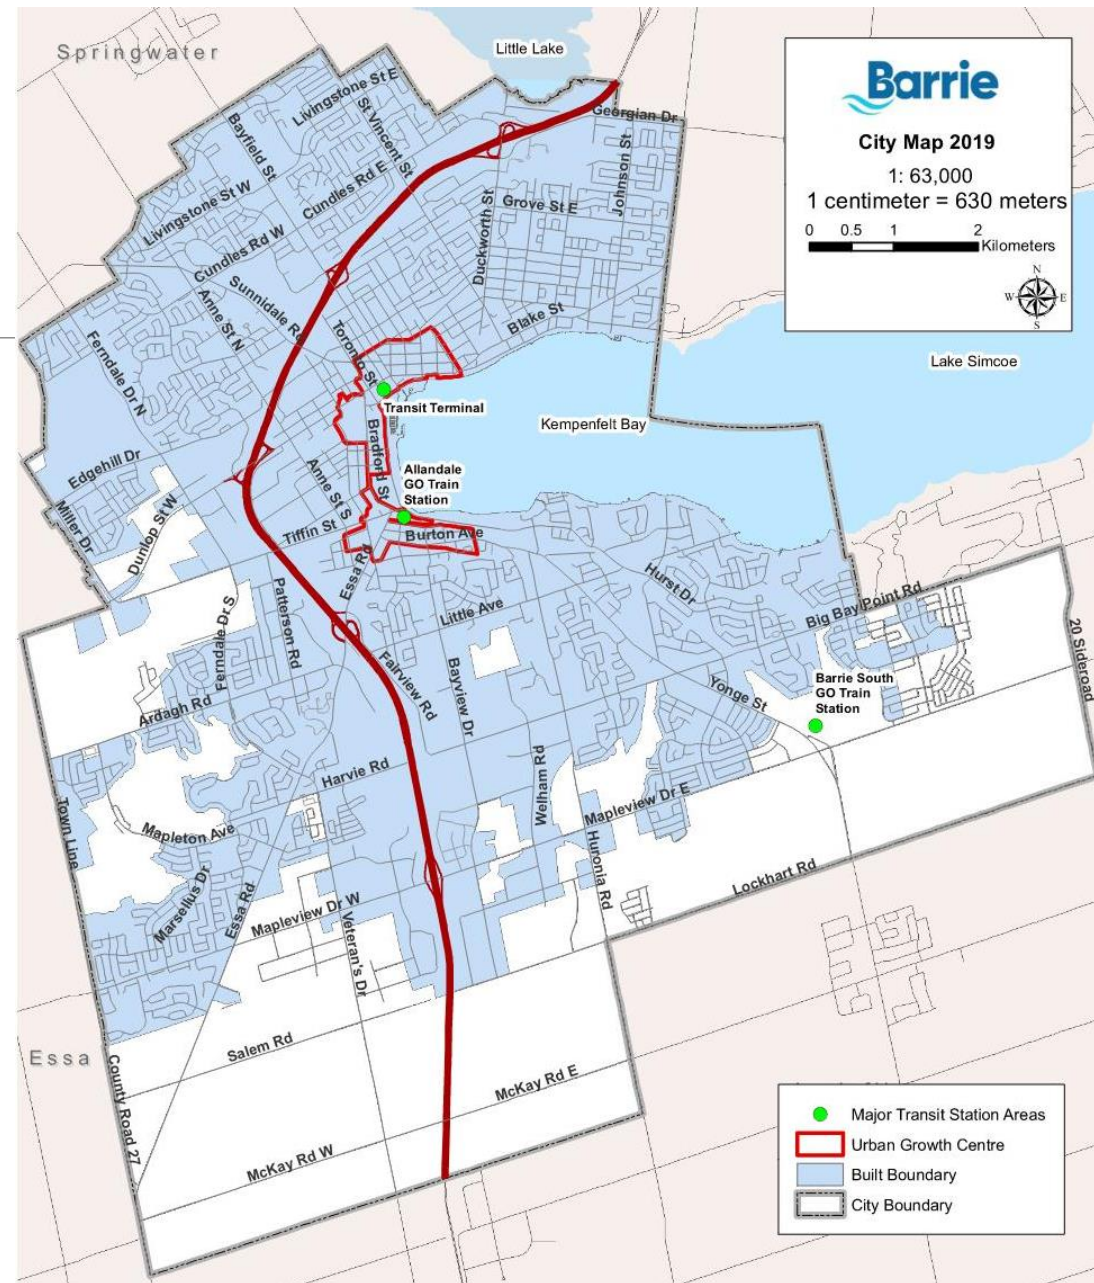 Springwater
Little Lake
Barrie
City Map 2019
1: 63,000
1 centimeter = 630 meters
0 0.5 1 2
Kilometers
N
W E
S
Livingstone St E
Bayfield St
St Vincent St
Georgian Dr
Johnson St
Cundles Rd E
Livingstone St W
Grove St E
Duckworth St
Cundles Rd W
Sunnidale Rd
Anne St N
Blake St
Toronto St
Ferndale Dr N
Lake Simcoe
Transit Terminal
Kempenfelt Bay
Bradford St
Edgehill Dr
Allandale
GO Train
Station
Anne St S
Miller Dr
Dunlop St W
Tiffin St
Burton Ave
Essa Rd
Hurst Dr
Patterson Rd
Little Ave
Big Bay Point Rd
Ferndale Dr S
20 Sideroad
Fairview Rd
Bayview Dr
Yonge St
Barrie South
GO Train
Station
Ardagh Rd
Harvie Rd
Welham Rd
Mapleview Dr E
Town Line
Mapleton Ave
Huronia Rd
Lockhart Rd
Marsellus Dr
Essa Rd
Mapleview Dr W
Veteran's Dr
Salem Rd
Essa
County Road 27
McKay Rd E
McKay Rd W
Major Transit Station Areas
Urban Growth Centre
Built Boundary
City Boundary